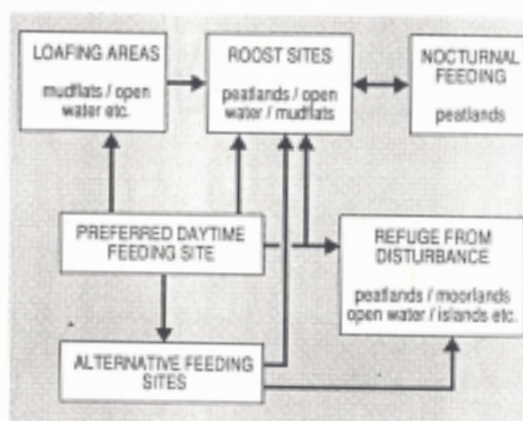 LOAFING AREAS
mudflats / open
water etc.
ROOST SITES
peatlands / open
water / mudflats
NOCTURNAL
FEEDING
peatlands
PREFERRED DAYTIME
FEEDING SITE
REFUGE FROM
DISTURBANCE
peatlands / moorlands
open water / islands etc.
ALTERNATIVE FEEDING
SITES